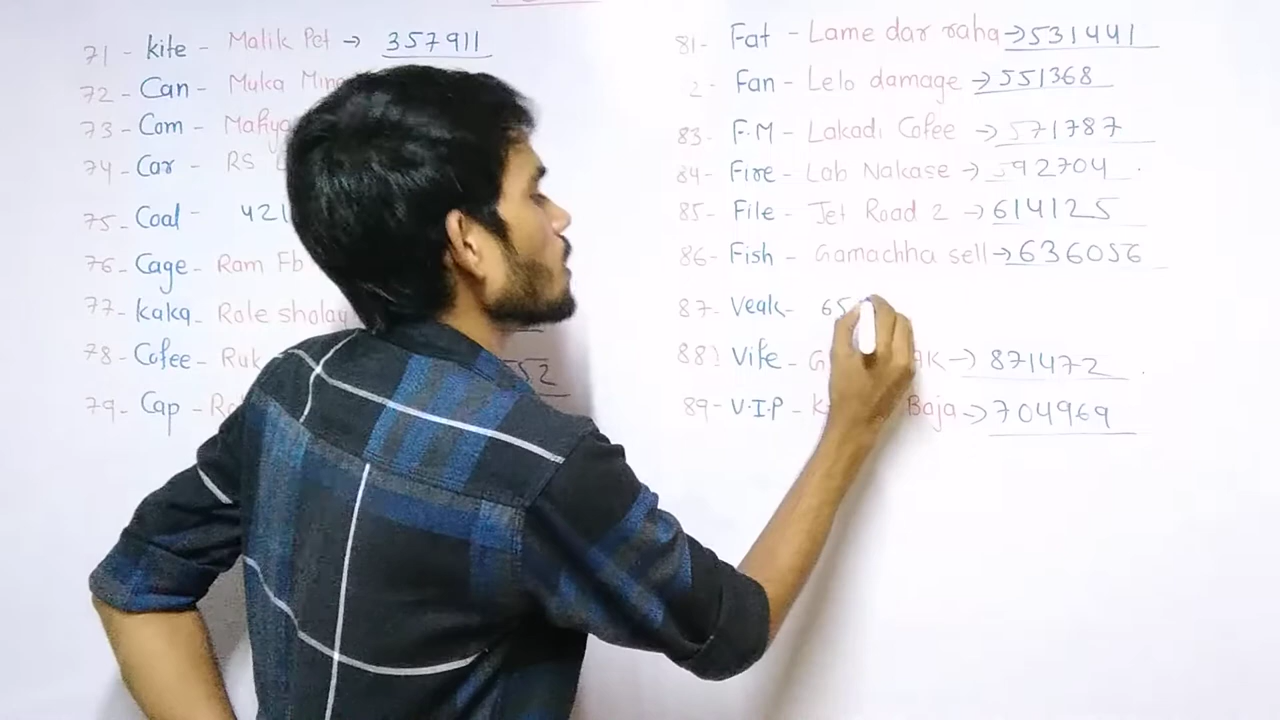 71 - kite - Malik Pet → 357911
72 - Can - Muka
73 - Com -
74 - Car - RS
75 - Coal - 421
76 - Cage - Ram Fb
77 - kaka - Role sholay
78 - Cofee - Ruk 552
79 - Cap -
81 - Fat - Lame dar raha → 531441
2 - Fan - Lelo damage → 551368
83 - F.M - Lakadi Cofee → 571787
84 - Fire - Lab Nakase → 592704
85 - File - Jet Road 2 → 614125
86 - Fish - Gamachha sell → 636056
87 - Veak - 65
88) Vife - → 871472
89 - V.I.P - Baja → 704969